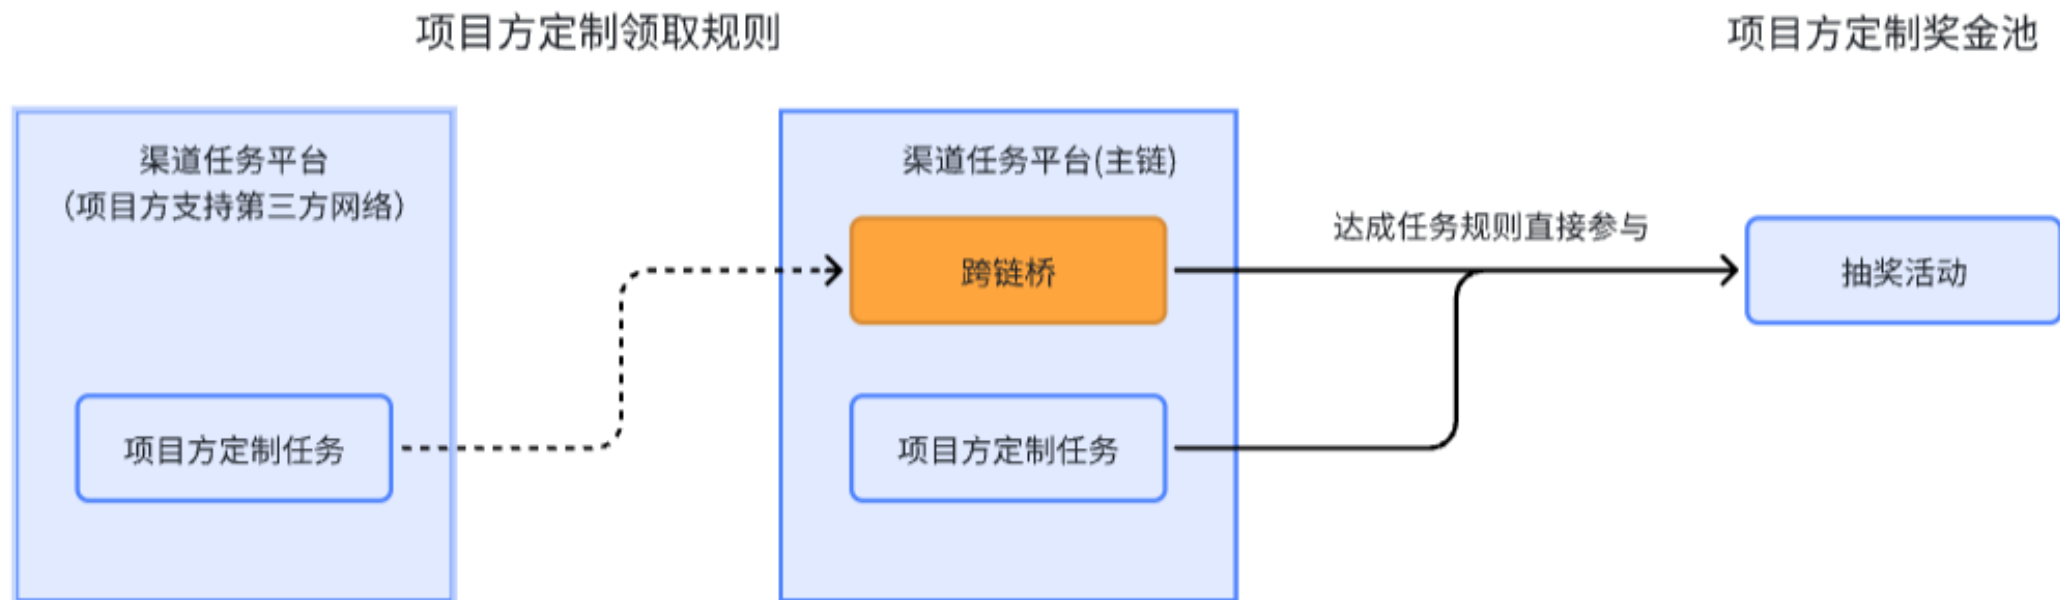 项目方定制领取规则
项目方定制奖金池
渠道任务平台
（项目方支持第三方网络）
项目方定制任务
渠道任务平台(主链)
跨链桥
项目方定制任务
达成任务规则直接参与
抽奖活动